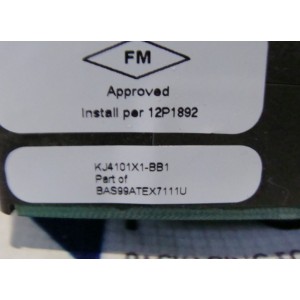 FM
Approved
Install per 12P1892
KJ4101X1-BB1
Part of
BAS99ATEX7111U